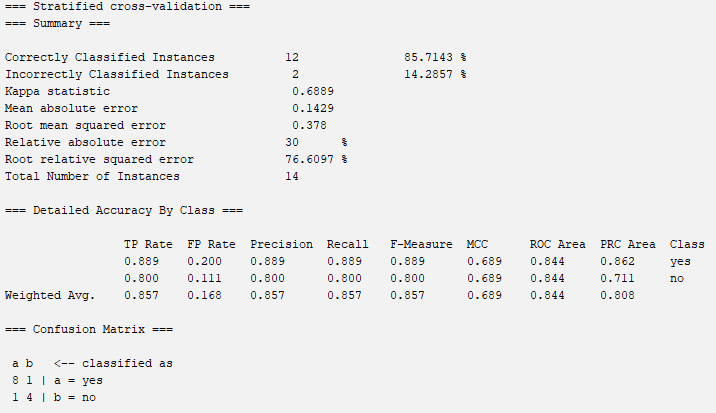 === Stratified cross-validation ===
=== Summary ===
Correctly Classified Instances          12               85.7143 %
Incorrectly Classified Instances         2               14.2857 %
Kappa statistic                          0.6889
Mean absolute error                      0.1429
Root mean squared error                  0.378
Relative absolute error                 30      %
Root relative squared error             76.6097 %
Total Number of Instances               14
=== Detailed Accuracy By Class ===
                 TP Rate  FP Rate  Precision  Recall   F-Measure  MCC      ROC Area  PRC Area  Class
                 0.889    0.200    0.889      0.889    0.889      0.689    0.844     0.862     yes
                 0.800    0.111    0.800      0.800    0.800      0.689    0.844     0.711     no
Weighted Avg.    0.857    0.168    0.857      0.857    0.857      0.689    0.844     0.808
=== Confusion Matrix ===
 a b   <-- classified as
 8 1 | a = yes
 1 4 | b = no